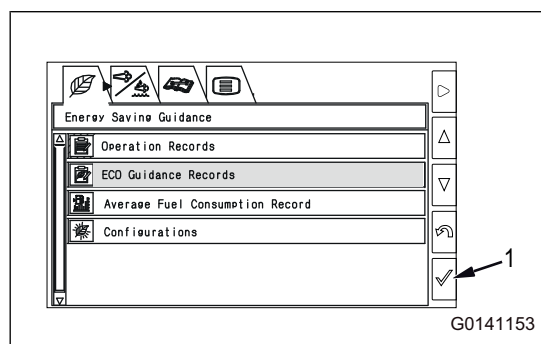 Energy Saving Guidance
Operation Records
ECO Guidance Records
Average Fuel Consumption Record
Configurations
1
G0141153